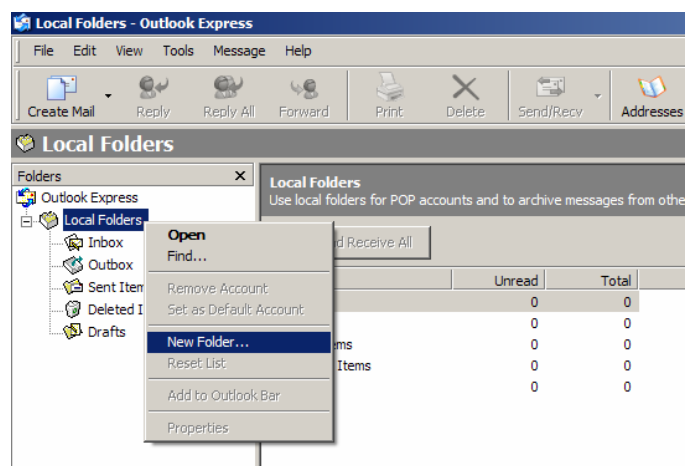 Local Folders - Outlook Express
File Edit View Tools Message Help
Create Mail Reply Reply All Forward Print Delete Send/Recv Addresses
Local Folders
Folders
Outlook Express
Local Folders
Inbox
Outbox
Sent Item
Deleted I
Drafts
Open
Find...
Remove Account
Set as Default Account
New Folder...
Reset List
Add to Outlook Bar
Properties
Local Folders
Use local folders for POP accounts and to archive messages from othe
d Receive All
Unread Total
0 0
0 0
ms 0 0
Items 0 0
0 0